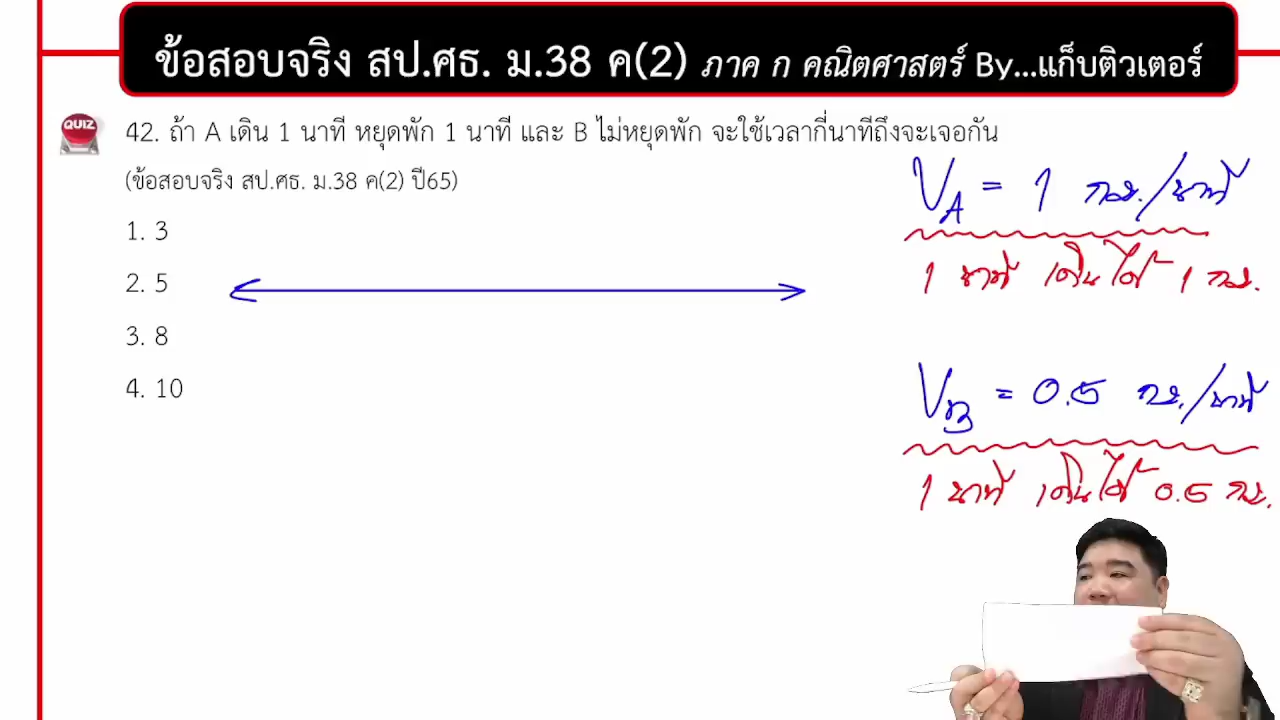 ข้อสอบจริง สป.ศธ. ม.38 ค(2) ภาค ก คณิตศาสตร์ By...แก็บติวเตอร์
QUIZ
42. ถ้า A เดิน 1 นาที หยุดพัก 1 นาที และ B ไม่หยุดพัก จะใช้เวลากี่นาทีถึงจะเจอกัน
(ข้อสอบจริง สป.ศธ. ม.38 ค(2) ปี65)
1. 3
2. 5
3. 8
4. 10
V_A = 1 กม./นาที
1 นาที เดินได้ 1 กม.
V_B = 0.5 กม./นาที
1 นาที เดินได้ 0.5 กม.